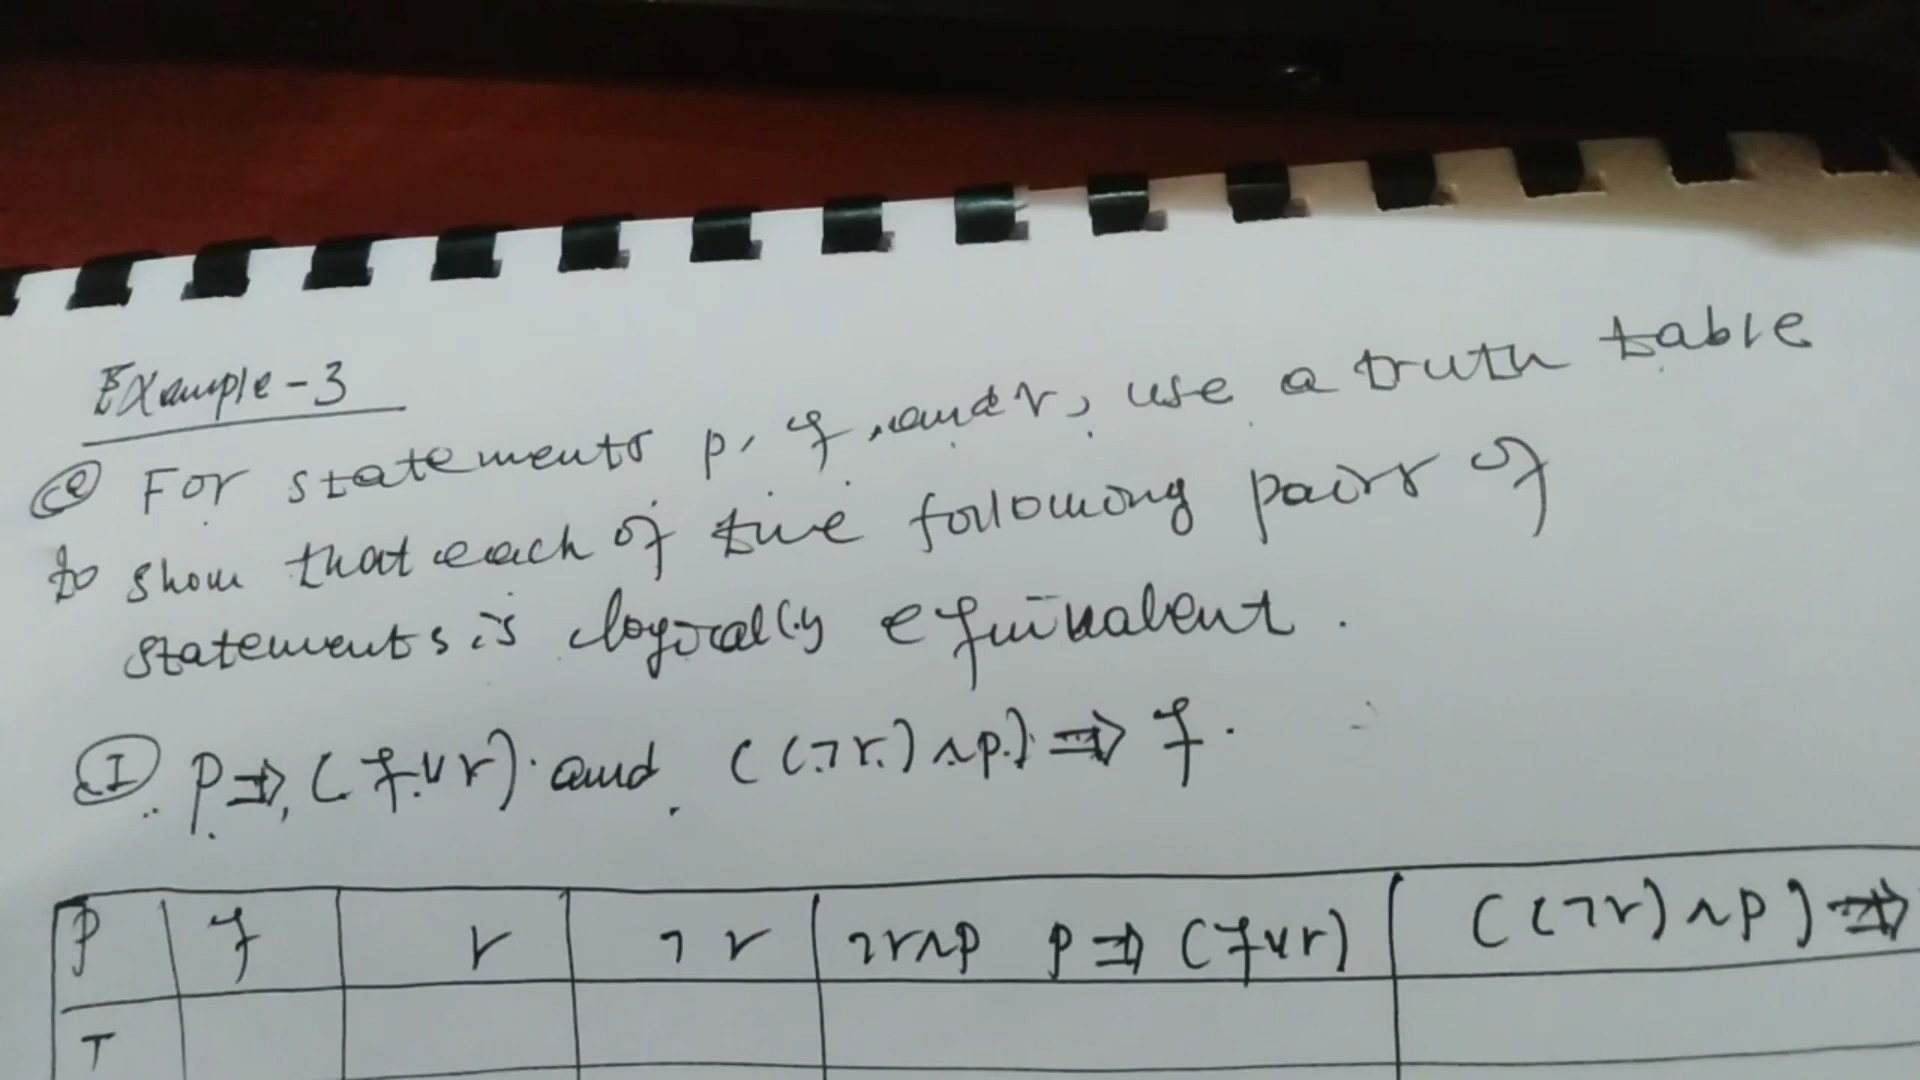 Example-3
(e) For statements p, q, and r, use a truth table
to show that each of the following pairs of
statements is logically equivalent.
(I) p ⇒ (q ∨ r) and ((¬r) ∧ p) ⇒ q.
p q r ¬r ¬r∧p p ⇒ (q∨r) ((¬r) ∧ p) ⇒
T